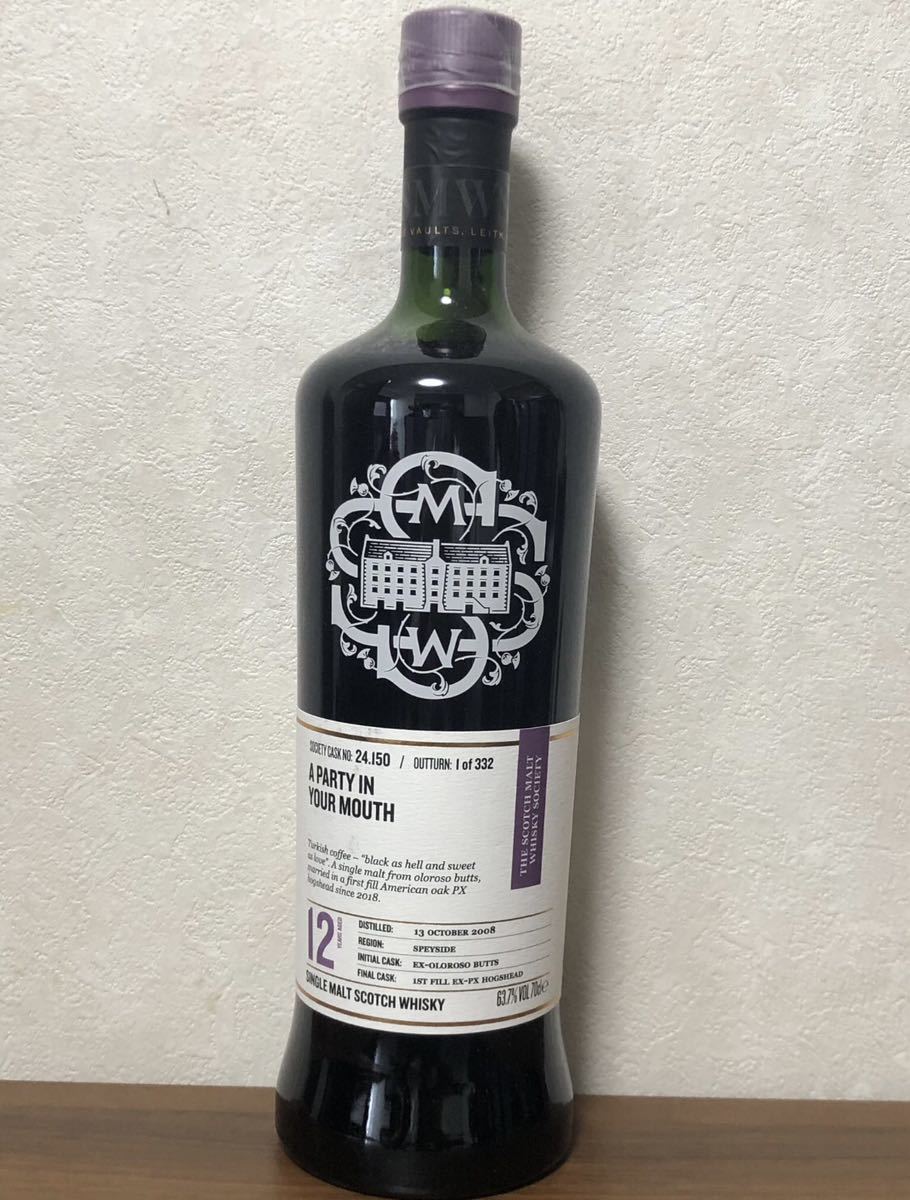 SMWS
VAULTS, LEITH
M
W
SOCIETY CASK NO: 24.150 / OUTTURN: 1 of 332
A PARTY IN
YOUR MOUTH
THE SCOTCH MALT
WHISKY SOCIETY
Turkish coffee – "black as hell and sweet
as love". A single malt from oloroso butts,
married in a first fill American oak PX
hogshead since 2018.
12
YEARS AGED
DISTILLED: 13 OCTOBER 2008
REGION: SPEYSIDE
INITIAL CASK: EX-OLOROSO BUTTS
FINAL CASK: 1ST FILL EX-PX HOGSHEAD
SINGLE MALT SCOTCH WHISKY 63.7% VOL 70cl e